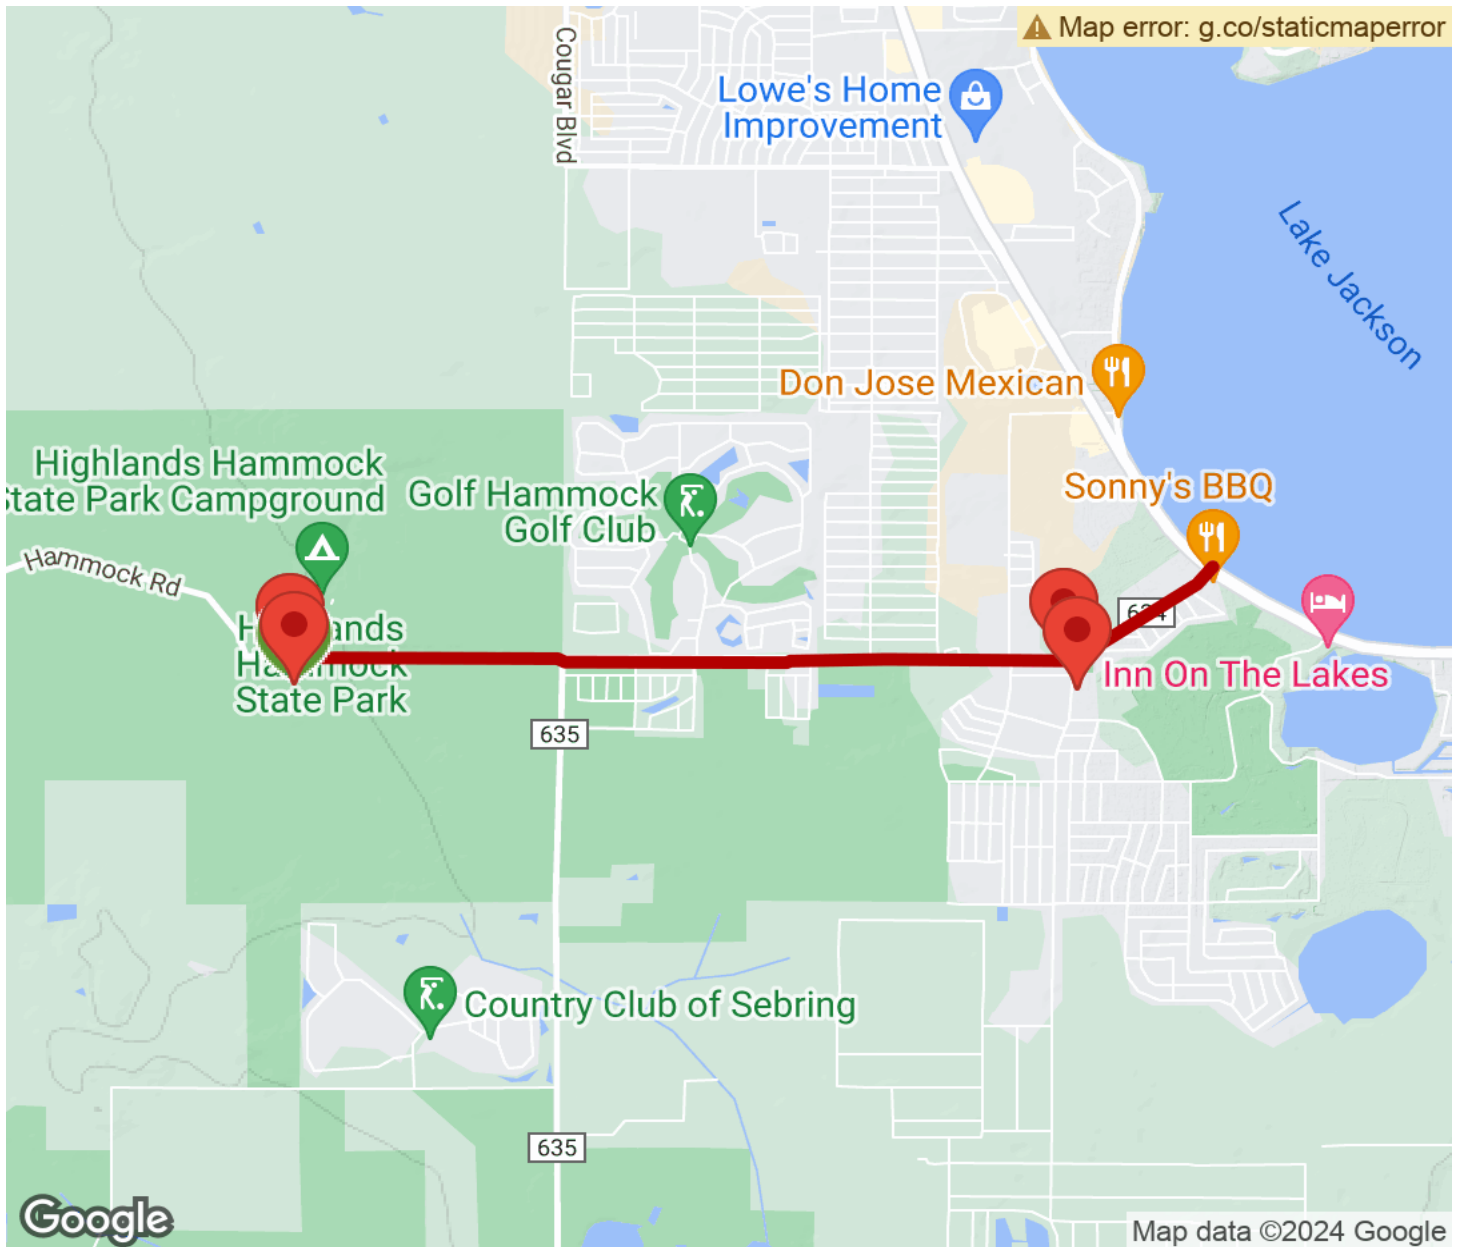 Map error: g.co/staticmaperror
Cougar Blvd
Lowe's Home
Improvement
Lake Jackson
Don Jose Mexican
Highlands Hammock
State Park Campground
Golf Hammock
Golf Club
Sonny's BBQ
Hammock Rd
Hammock
State Park
Inn On The Lakes
635
Country Club of Sebring
635
Google
Map data ©2024 Google